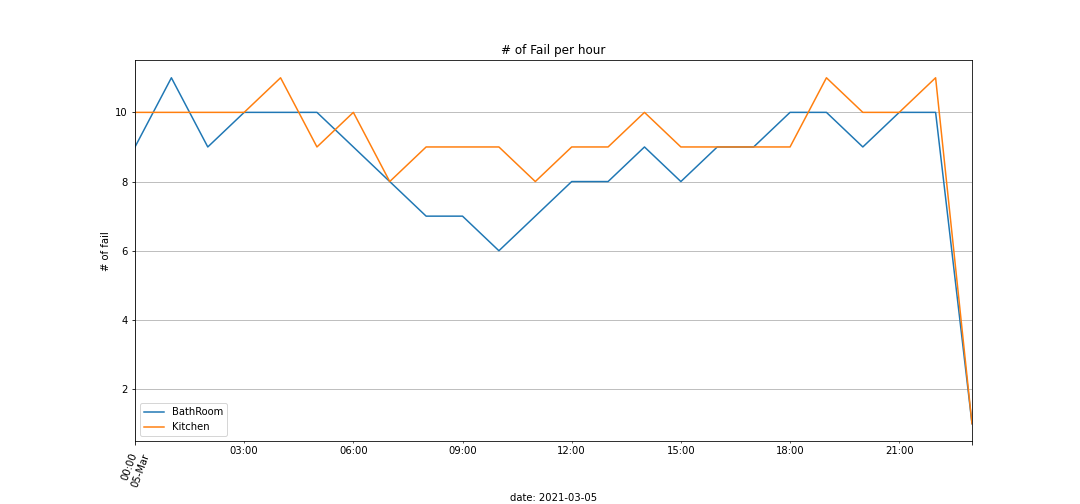 # of Fail per hour
# of fail
10
8
6
4
2
BathRoom
Kitchen
00:00
05-Mar
03:00
06:00
09:00
12:00
15:00
18:00
21:00
date: 2021-03-05